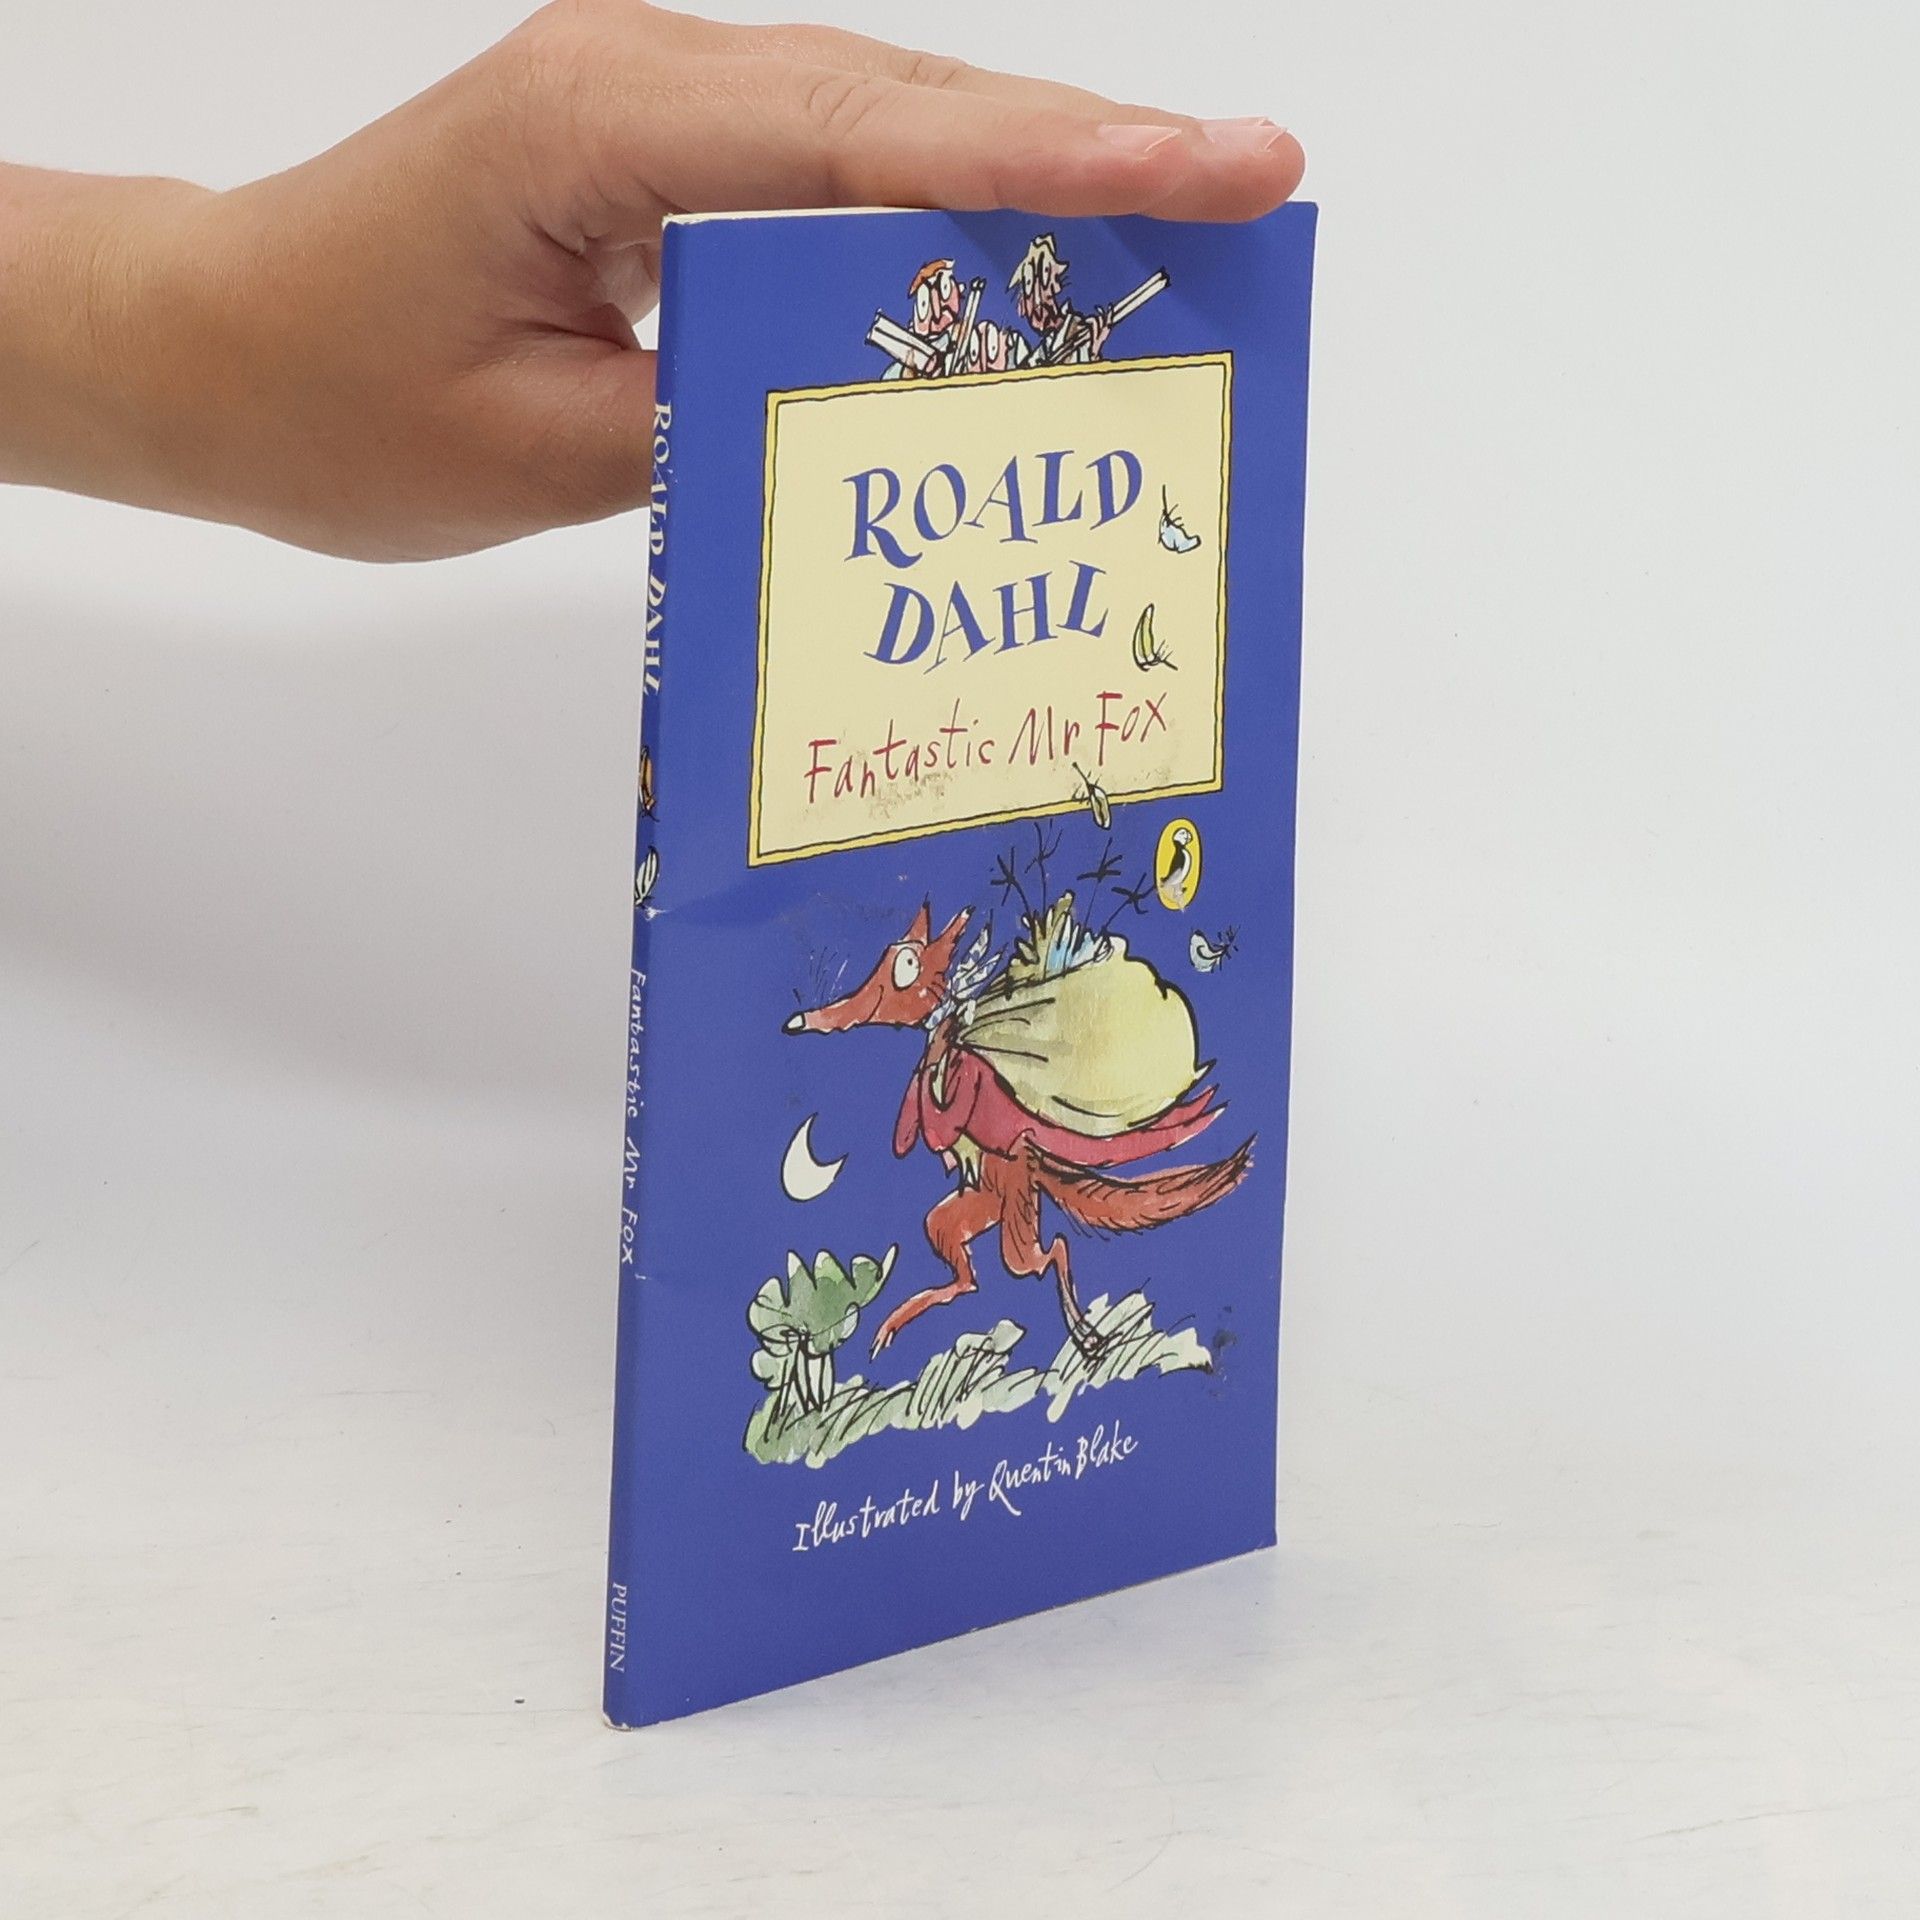 ROALD DAHL Fantastic Mr Fox PUFFIN
ROALD
DAHL
Fantastic Mr Fox
Illustrated by Quentin Blake